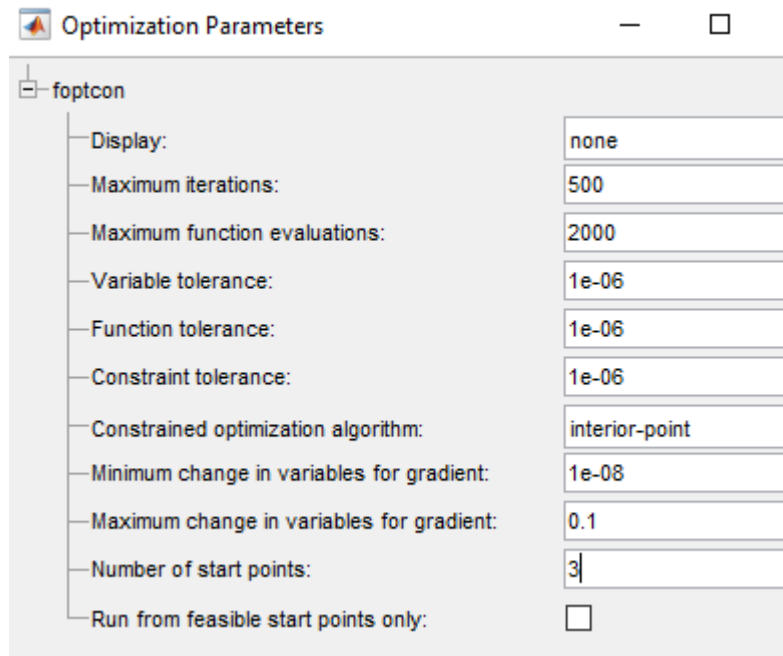 Optimization Parameters
foptcon
Display: none
Maximum iterations: 500
Maximum function evaluations: 2000
Variable tolerance: 1e-06
Function tolerance: 1e-06
Constraint tolerance: 1e-06
Constrained optimization algorithm: interior-point
Minimum change in variables for gradient: 1e-08
Maximum change in variables for gradient: 0.1
Number of start points: 3
Run from feasible start points only: